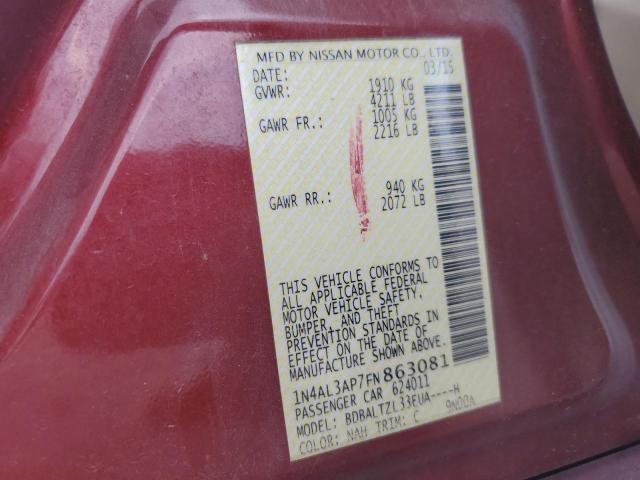 MFD BY NISSAN MOTOR CO., LTD.
DATE: 03/15
GVWR: 1910 KG
4211 LB
GAWR FR.: 1005 KG
2216 LB
GAWR RR.: 940 KG
2072 LB
THIS VEHICLE CONFORMS TO
ALL APPLICABLE FEDERAL
MOTOR VEHICLE SAFETY,
BUMPER, AND THEFT
PREVENTION STANDARDS IN
EFFECT ON THE DATE OF
MANUFACTURE SHOWN ABOVE.
1N4AL3AP7FN863081
PASSENGER CAR 624011
MODEL: BDBALTZL33EUA----H
COLOR: NAH TRIM: C 9N00A